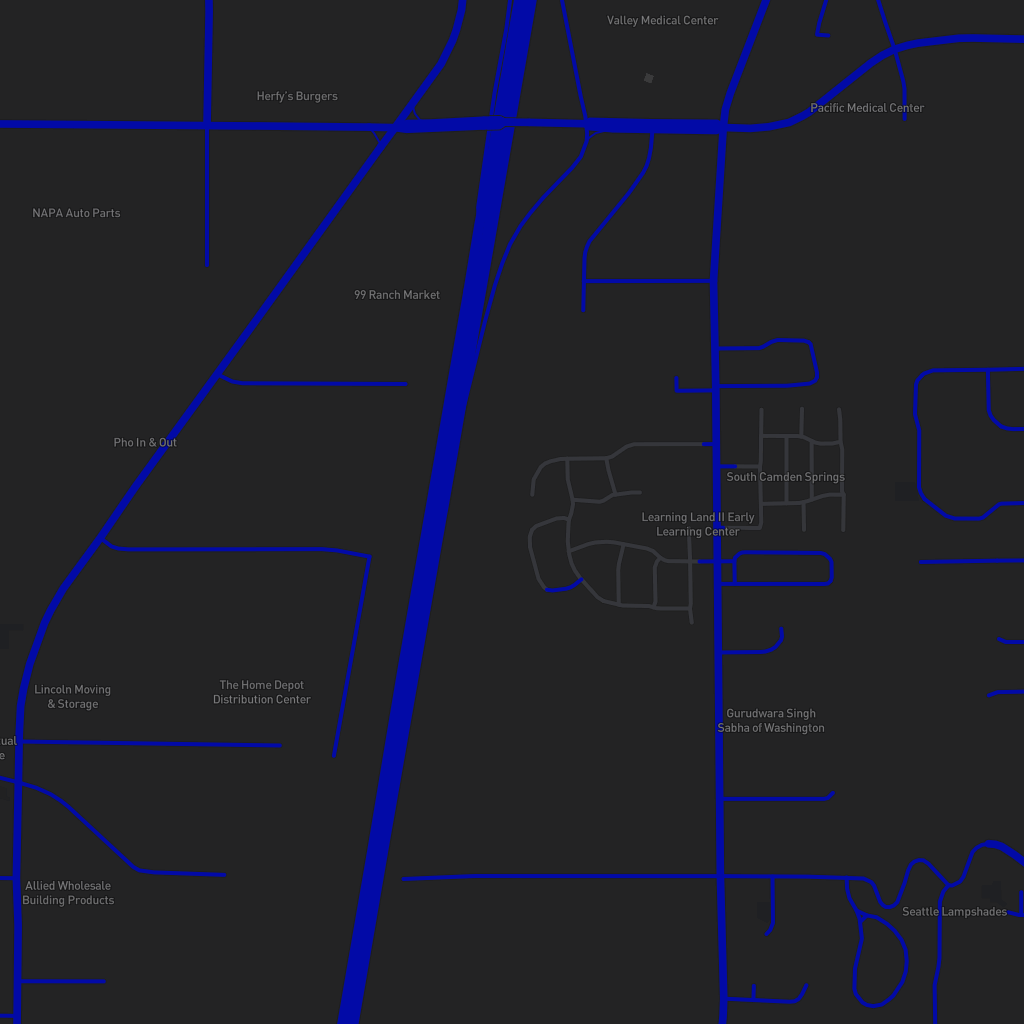 Valley Medical Center
Herfy's Burgers
Pacific Medical Center
NAPA Auto Parts
99 Ranch Market
Pho In & Out
South Camden Springs
Learning Land II Early
Learning Center
The Home Depot
Distribution Center
Lincoln Moving
& Storage
Gurudwara Singh
Sabha of Washington
Allied Wholesale
Building Products
Seattle Lampshades